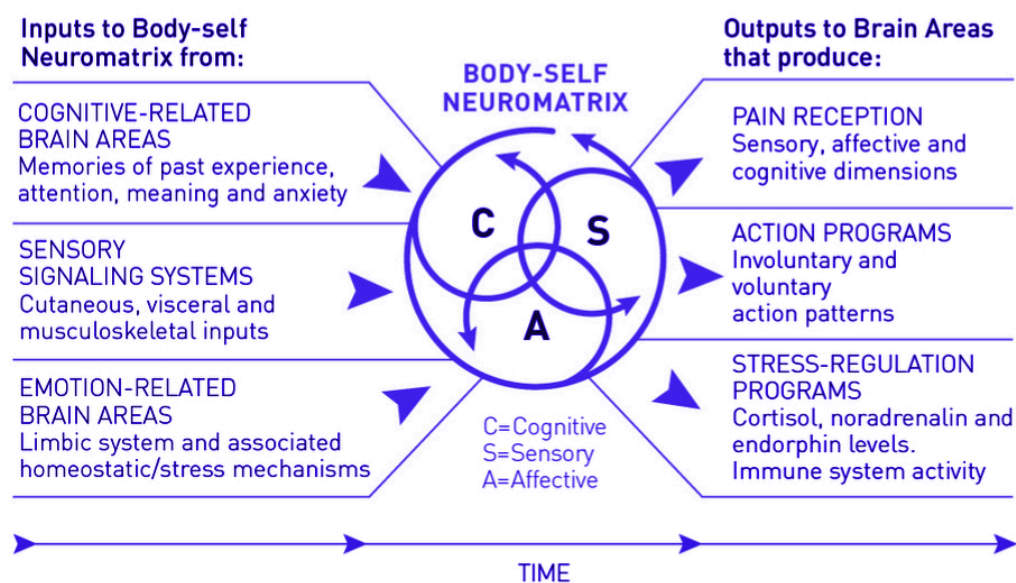 Inputs to Body-self
Neuromatrix from:
COGNITIVE-RELATED
BRAIN AREAS
Memories of past experience,
attention, meaning and anxiety
SENSORY
SIGNALING SYSTEMS
Cutaneous, visceral and
musculoskeletal inputs
EMOTION-RELATED
BRAIN AREAS
Limbic system and associated
homeostatic/stress mechanisms
BODY-SELF
NEUROMATRIX
C
S
A
C=Cognitive
S=Sensory
A=Affective
Outputs to Brain Areas
that produce:
PAIN RECEPTION
Sensory, affective and
cognitive dimensions
ACTION PROGRAMS
Involuntary and
voluntary
action patterns
STRESS-REGULATION
PROGRAMS
Cortisol, noradrenalin and
endorphin levels.
Immune system activity
TIME